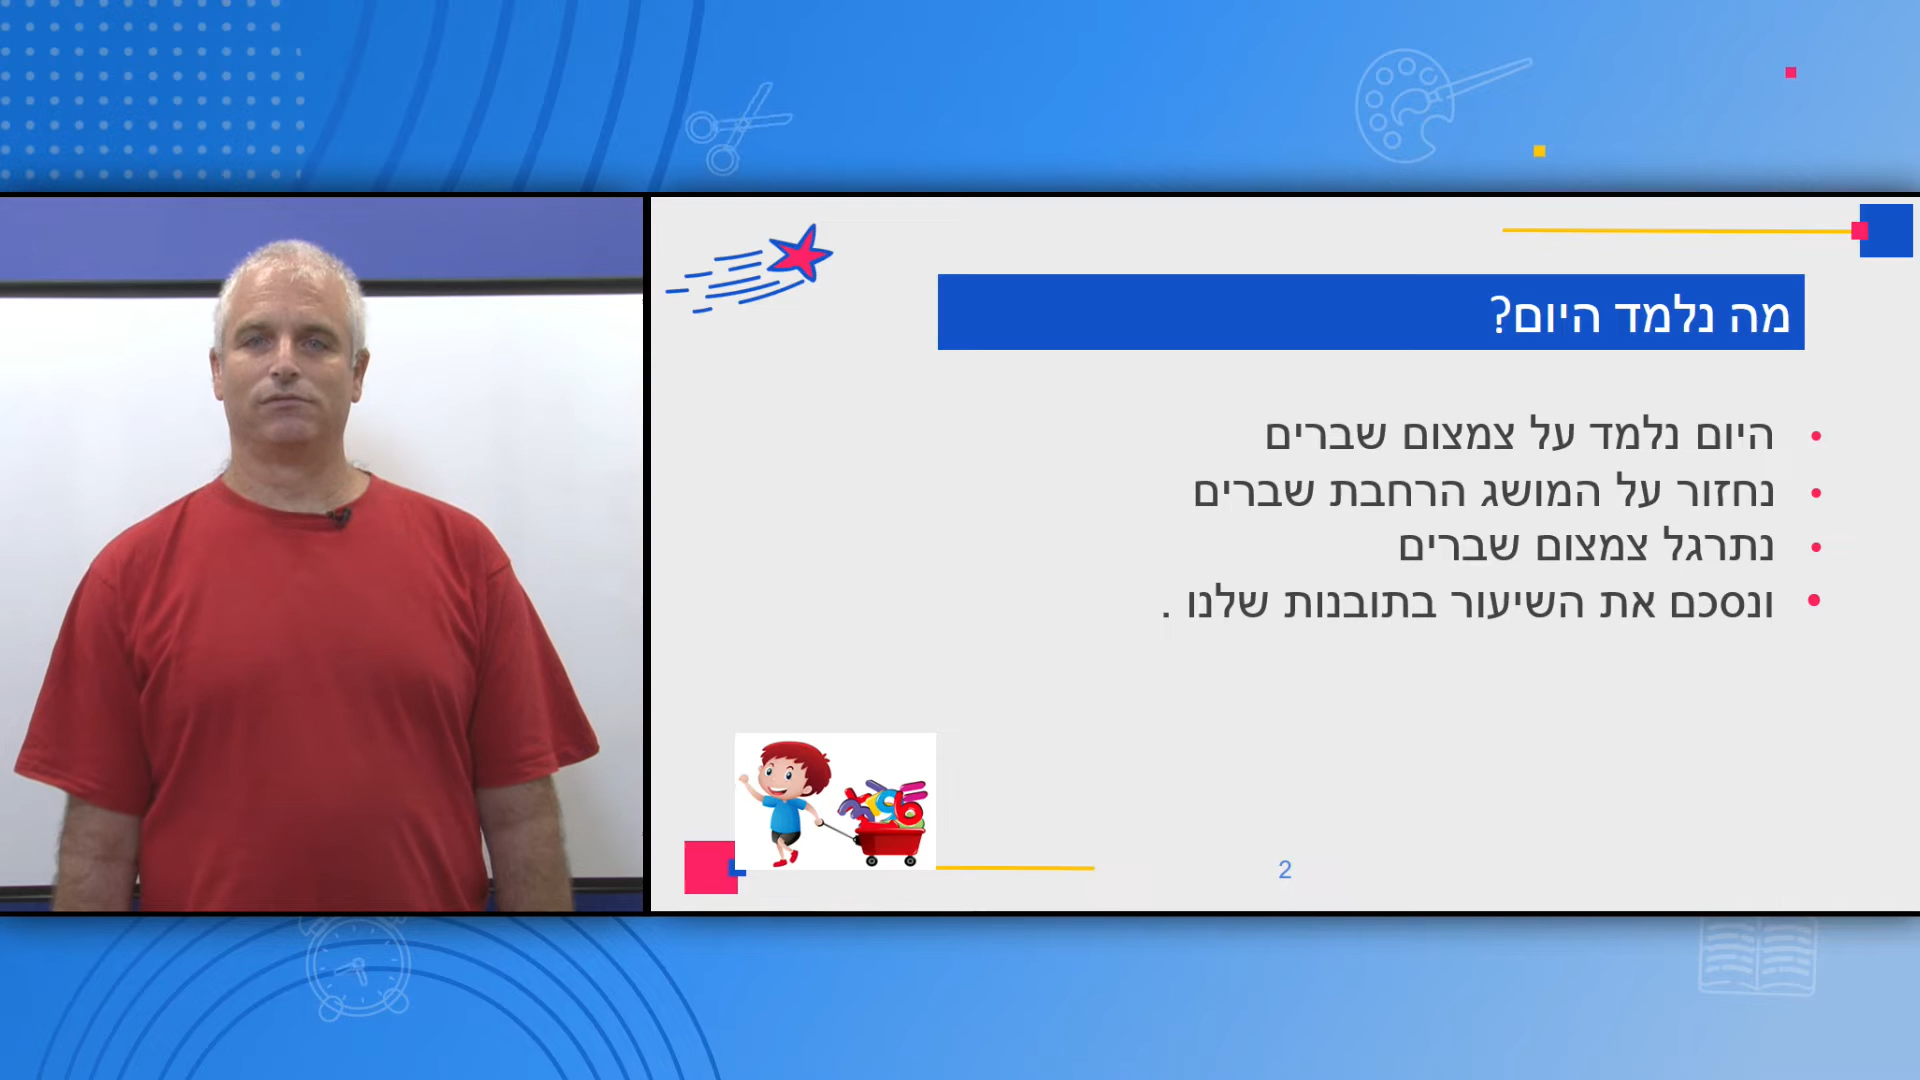 מה נלמד היום?
היום נלמד על צמצום שברים
נחזור על המושג הרחבת שברים
נתרגל צמצום שברים
ונסכם את השיעור בתובנות שלנו .
2